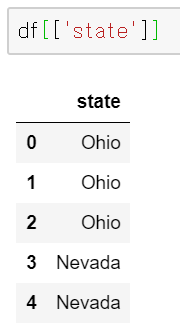 df[['state']]
state
0 Ohio
1 Ohio
2 Ohio
3 Nevada
4 Nevada